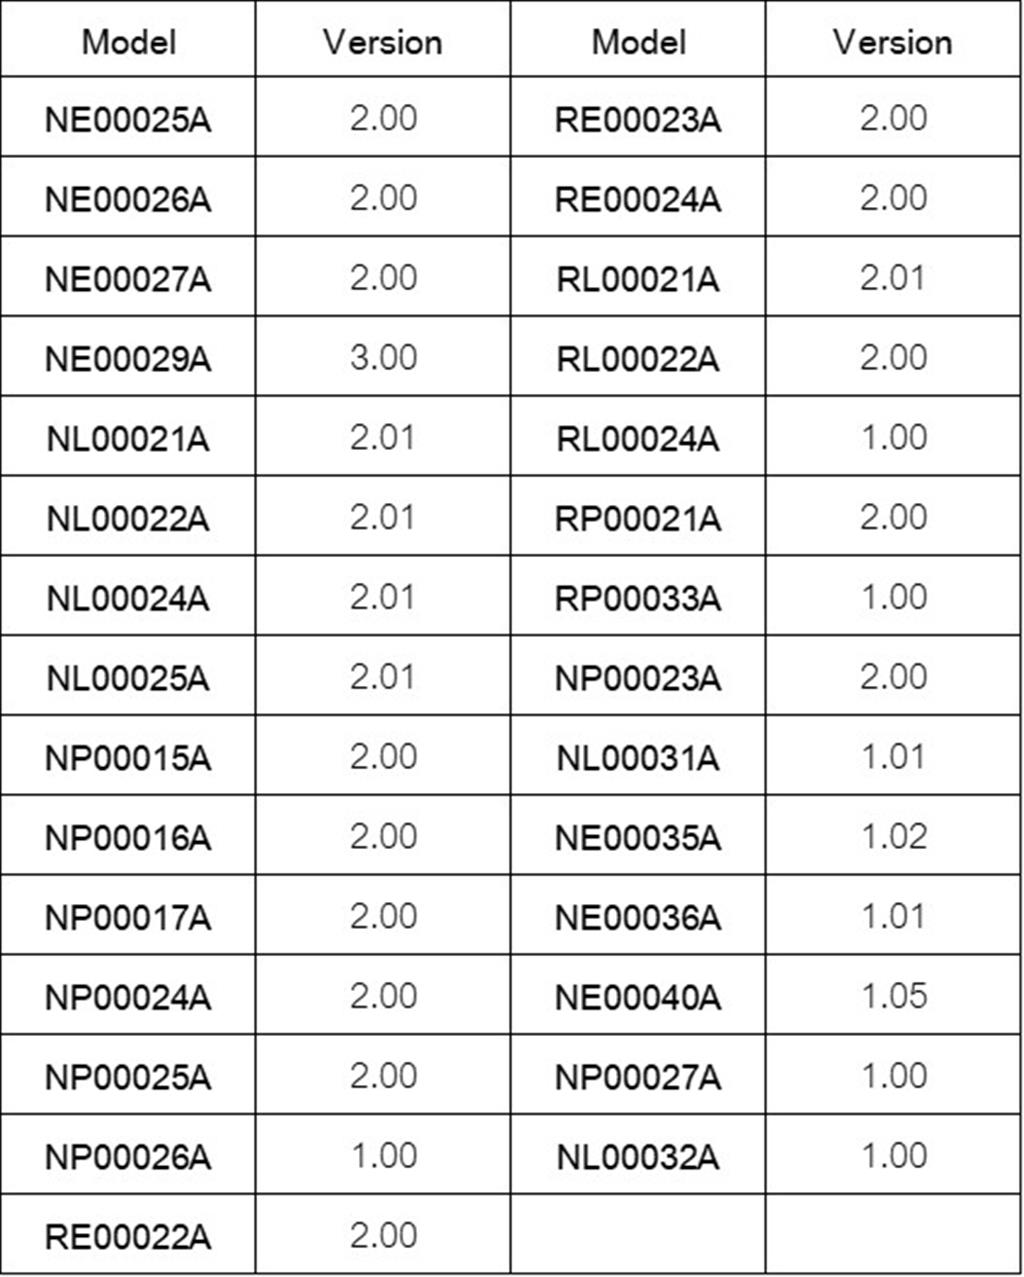 Model Version Model Version
NE00025A 2.00 RE00023A 2.00
NE00026A 2.00 RE00024A 2.00
NE00027A 2.00 RL00021A 2.01
NE00029A 3.00 RL00022A 2.00
NL00021A 2.01 RL00024A 1.00
NL00022A 2.01 RP00021A 2.00
NL00024A 2.01 RP00033A 1.00
NL00025A 2.01 NP00023A 2.00
NP00015A 2.00 NL00031A 1.01
NP00016A 2.00 NE00035A 1.02
NP00017A 2.00 NE00036A 1.01
NP00024A 2.00 NE00040A 1.05
NP00025A 2.00 NP00027A 1.00
NP00026A 1.00 NL00032A 1.00
RE00022A 2.00